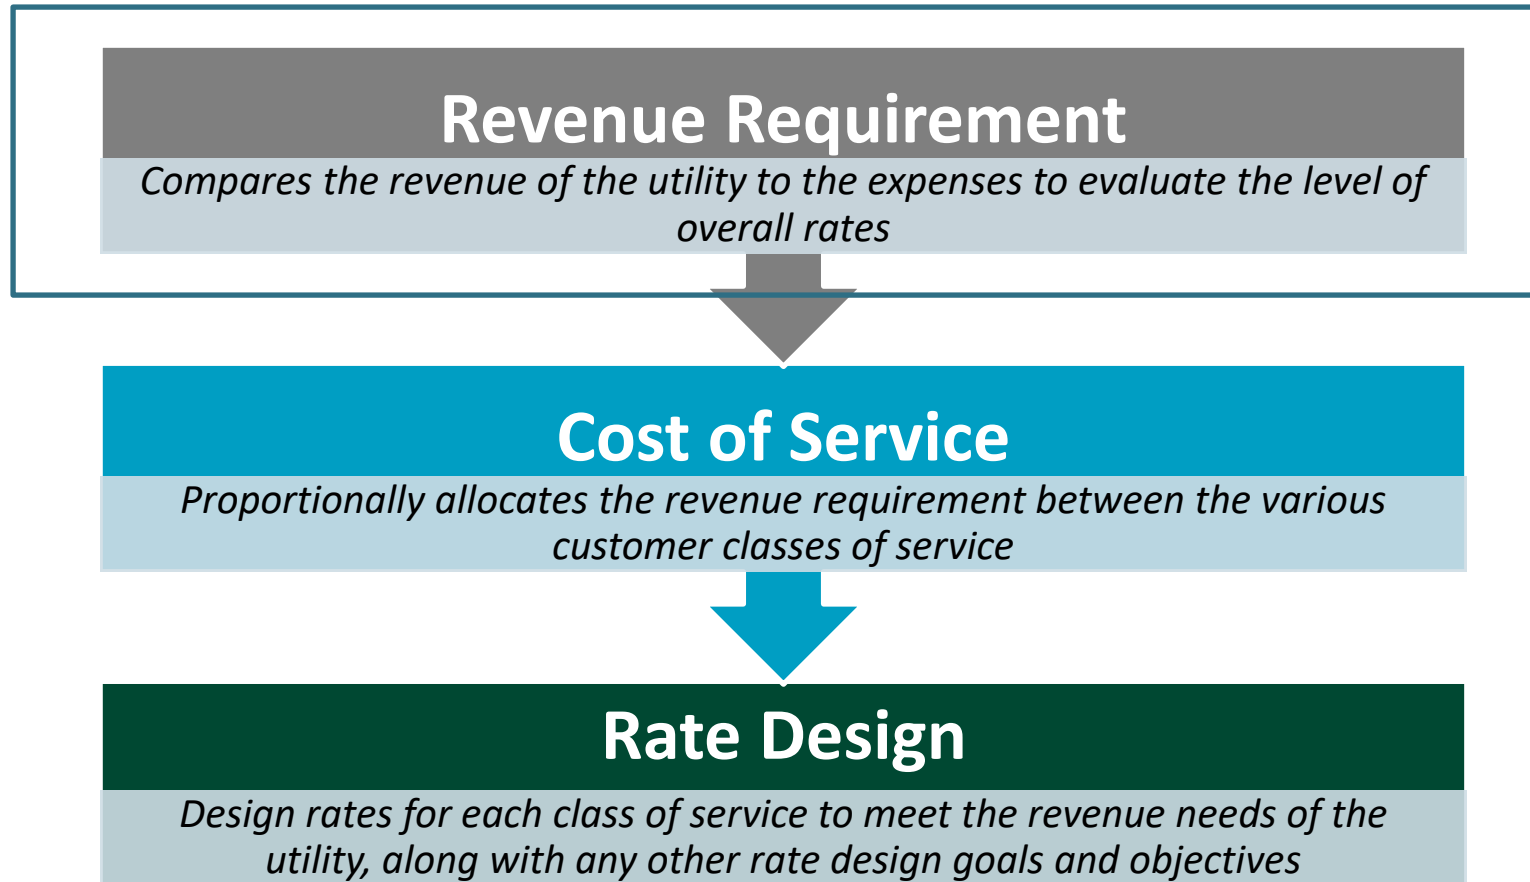 Revenue Requirement
Compares the revenue of the utility to the expenses to evaluate the level of
overall rates
Cost of Service
Proportionally allocates the revenue requirement between the various
customer classes of service
Rate Design
Design rates for each class of service to meet the revenue needs of the
utility, along with any other rate design goals and objectives